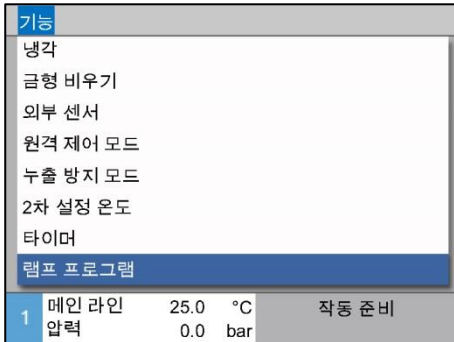 기능
냉각
금형 비우기
외부 센서
원격 제어 모드
누출 방지 모드
2차 설정 온도
타이머
램프 프로그램
1 메인 라인 25.0 °C 작동 준비
압력 0.0 bar